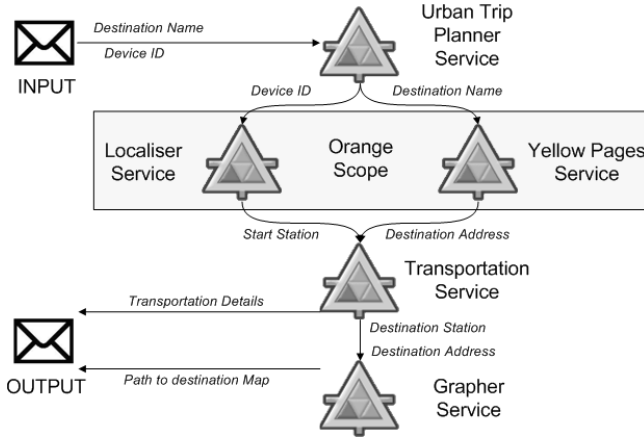 Destination Name
Device ID
INPUT
Urban Trip
Planner
Service
Device ID
Destination Name
Localiser
Service
Orange
Scope
Yellow Pages
Service
Start Station
Destination Address
Transportation
Service
Transportation Details
Destination Station
Destination Address
OUTPUT
Path to destination Map
Grapher
Service